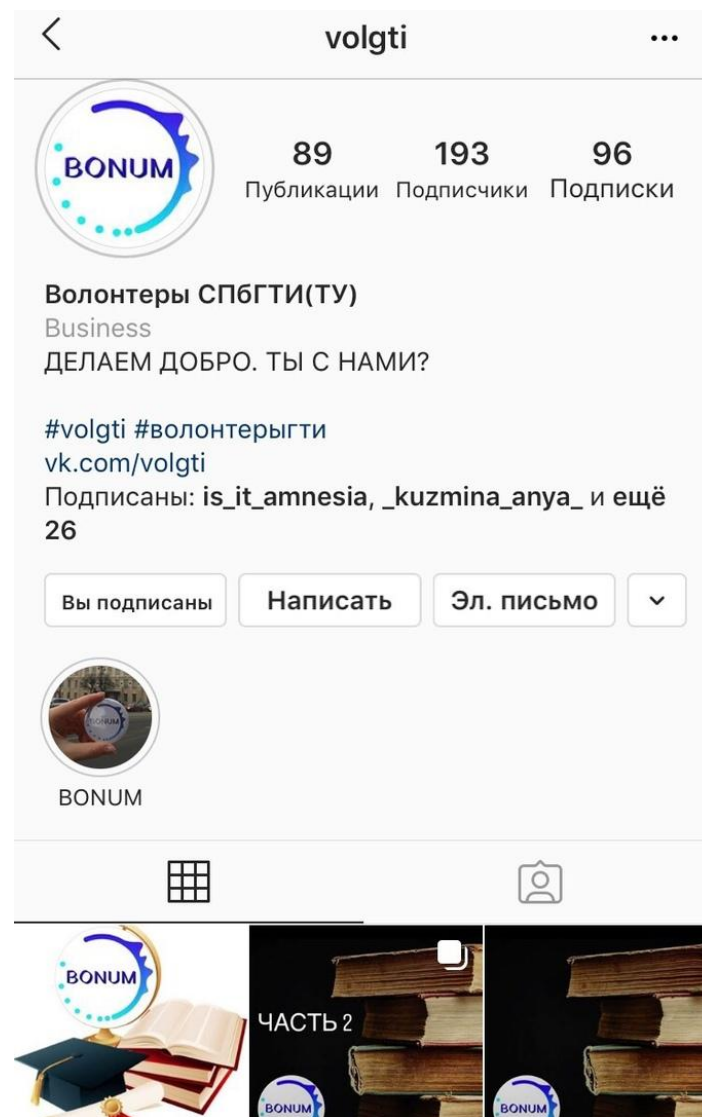 volgti
BONUM
89 193 96
Публикации Подписчики Подписки
Волонтеры СПбГТИ(ТУ)
Business
ДЕЛАЕМ ДОБРО. ТЫ С НАМИ?
#volgti #волонтерыгти
vk.com/volgti
Подписаны: is_it_amnesia, _kuzmina_anya_ и ещё
26
Вы подписаны Написать Эл. письмо
BONUM
BONUM
BONUM
ЧАСТЬ 2
BONUM
BONUM